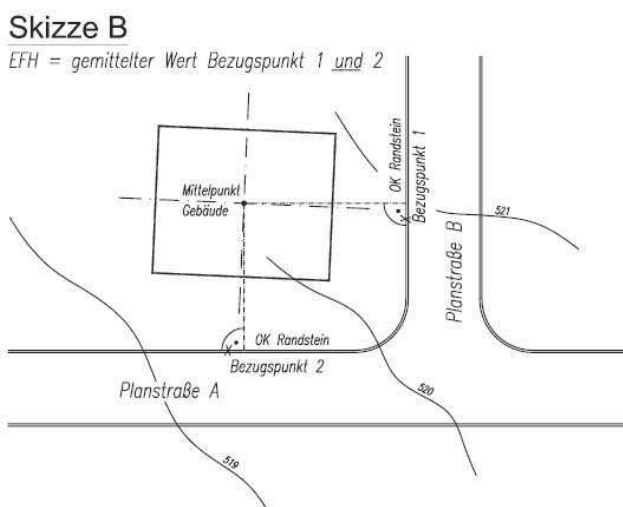 Skizze B
EFH = gemittelter Wert Bezugspunkt 1 und 2
OK Randstein
Bezugspunkt 1
Mittelpunkt
Gebäude
521
Planstraße B
OK Randstein
Bezugspunkt 2
Planstraße A
520
519